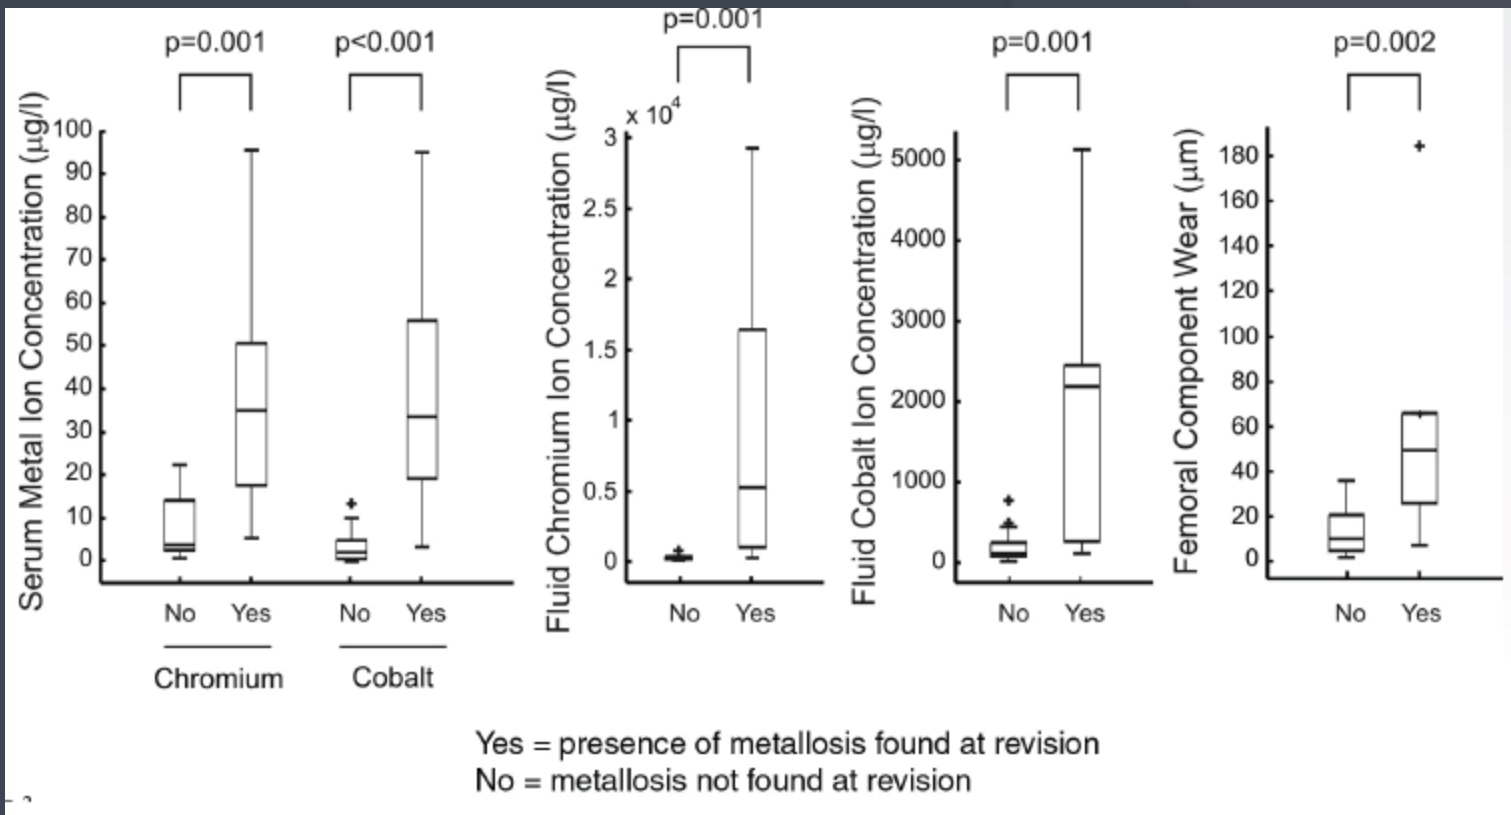 p=0.001
p<0.001
Serum Metal Ion Concentration (μg/l)
100
90
80
70
60
50
40
30
20
10
0
No Yes No Yes
Chromium Cobalt
p=0.001
x 10⁴
Fluid Chromium Ion Concentration (μg/l)
3
2.5
2
1.5
1
0.5
0
No Yes
p=0.001
Fluid Cobalt Ion Concentration (μg/l)
5000
4000
3000
2000
1000
0
No Yes
p=0.002
Femoral Component Wear (μm)
180
160
140
120
100
80
60
40
20
0
No Yes
Yes = presence of metallosis found at revision
No = metallosis not found at revision